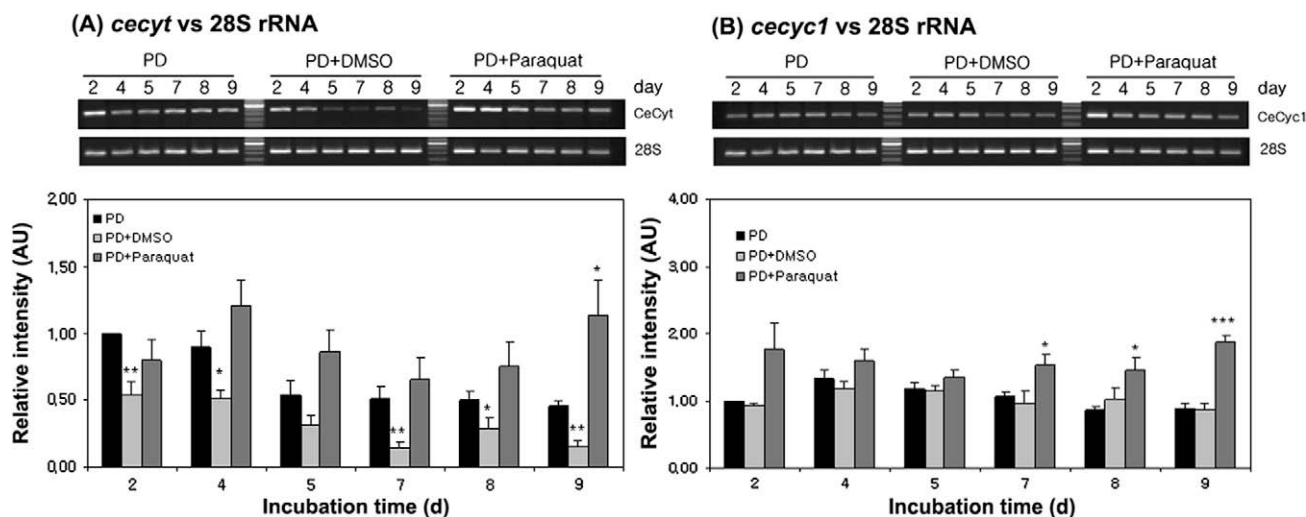 (A) cecyt vs 28S rRNA
PD PD+DMSO PD+Paraquat
2 4 5 7 8 9 2 4 5 7 8 9 2 4 5 7 8 9 day
CeCyt
28S
Relative intensity (AU)
2,00
1,50
1,00
0,50
0,00
PD
PD+DMSO
PD+Paraquat
** * ** * ** *
2 4 5 7 8 9
Incubation time (d)
(B) cecyc1 vs 28S rRNA
PD PD+DMSO PD+Paraquat
2 4 5 7 8 9 2 4 5 7 8 9 2 4 5 7 8 9 day
CeCyc1
28S
Relative intensity (AU)
4,00
3,00
2,00
1,00
0,00
PD
PD+DMSO
PD+Paraquat
* * ***
2 4 5 7 8 9
Incubation time (d)